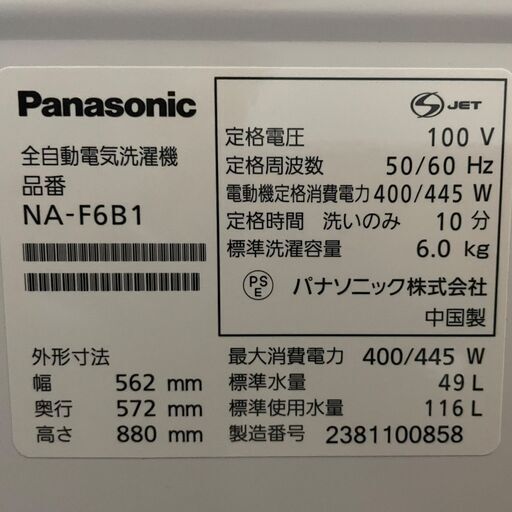 Panasonic
全自動電気洗濯機
品番
NA-F6B1
外形寸法
幅 562 mm
奥行 572 mm
高さ 880 mm
S JET
定格電圧 100 V
定格周波数 50/60 Hz
電動機定格消費電力 400/445 W
定格時間 洗いのみ 10 分
標準洗濯容量 6.0 kg
PS E パナソニック株式会社
中国製
最大消費電力 400/445 W
標準水量 49 L
標準使用水量 116 L
製造番号 2381100858